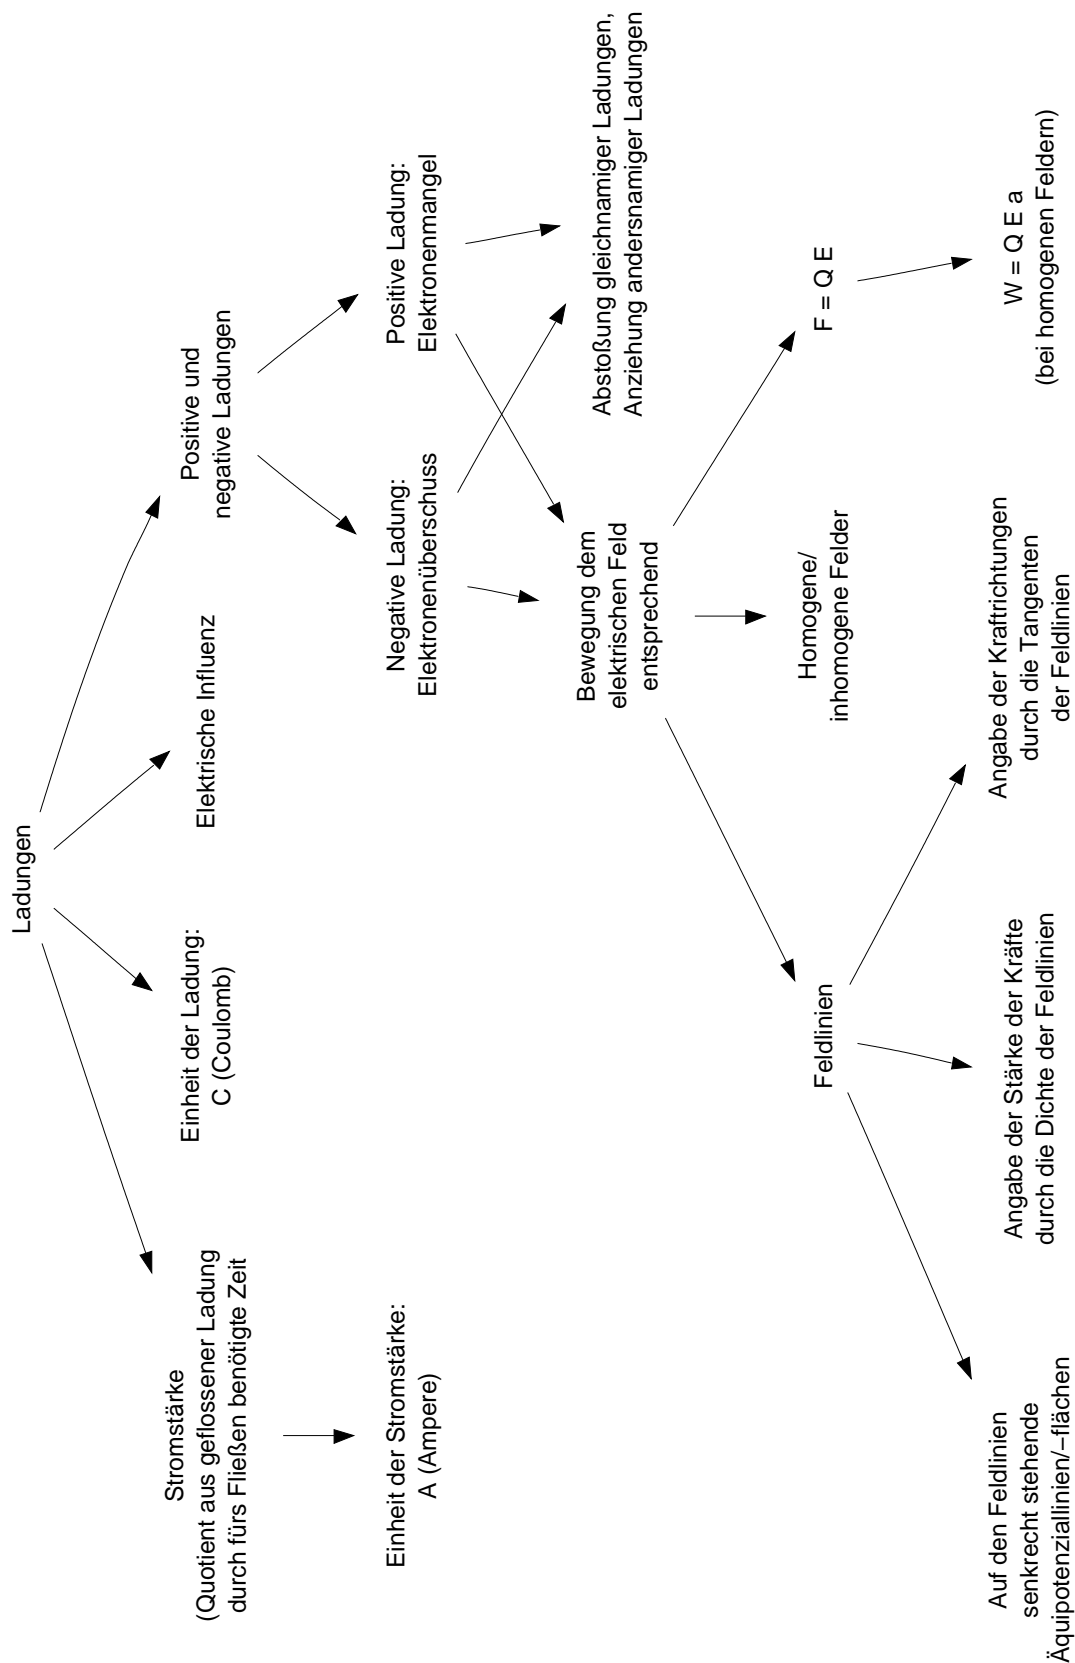 Ladungen
Stromstärke
(Quotient aus geflossener Ladung
durch fürs Fließen benötigte Zeit
Einheit der Ladung:
C (Coulomb)
Elektrische Influenz
Positive und
negative Ladungen
Einheit der Stromstärke:
A (Ampere)
Negative Ladung:
Elektronenüberschuss
Positive Ladung:
Elektronenmangel
Bewegung dem
elektrischen Feld
entsprechend
Abstoßung gleichnamiger Ladungen,
Anziehung andersnamiger Ladungen
Feldlinien
Homogene/
inhomogene Felder
F = Q E
Auf den Feldlinien
senkrecht stehende
Äquipotenziallinien/−flächen
Angabe der Stärke der Kräfte
durch die Dichte der Feldlinien
Angabe der Kraftrichtungen
durch die Tangenten
der Feldlinien
W = Q E a
(bei homogenen Feldern)